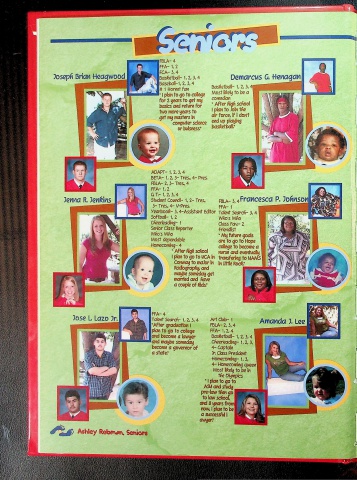 Seniors
Joseph Brian Heagwood
FBLA- 4
FFA- 1, 2
FCA- 3, 4
Basketball- 1, 2, 3, 4
Baseball- 1, 2, 3, 4
" I plan to go to college
for 2 years to get my
basics and return for
two more years to
get my masters in
computer science
or business"
Demarcus G. Henagan
Basketball- 1, 2, 3, 4
Most likely to be a
comedian
" After high school
I plan to join the
air force, if I don't
end up playing
basketball"
Jenna R. Jenkins
ADAPT- 1, 2, 3, 4
BETA- 1, 2, 3- Tres., 4- Pres.
FBLA- 2, 3- Tres., 4
FFA- 1, 2
G.T.- 1, 2, 3, 4
Student Council- 1, 2- Tres.,
3- Tres., 4- V-Pres.
Yearbook- 3, 4-Assistant Editor
Softball- 1, 2
Cheerleading- 1
Senior Class Reporter
Who's Who
Most dependable
Homecoming- 4
" After high school
I plan to go to UCA in
Conway to major in
Radiography and
maybe someday get
married and have
a couple of kids"
Francesca P. Johnson
FBLA- 3, 4
FFA- 1
Talent Search- 3, 4
Who's Who
Class Fav.- 2
Friendliest
" My future goals
are to go to Hope
college to become a
nurse and eventually
transferring to UAMS
in Little Rock"
Jose L. Lazo Jr.
FFA- 4
Talent Search- 1, 2, 3, 4
"After graduation I
plan to go to college
and become a lawyer
and maybe someday
become a governor of
a state"
Amanda J. Lee
Art Club- 1
FBLA- 2, 3, 4
FFA- 1, 2, 3, 4
Basketball- 1, 2, 3, 4
Cheerleading- 1, 2, 3,
4- Captain
Jr. Class President
Homecoming- 1, 3,
4- Homecoming queen
Most likely to be in
the Olympics
"I plan to go to
and study
pre-law then go
to law school,
and 8 years from
now, I plan to be
a successful
lawyer"
Ashley Robson, Seniors